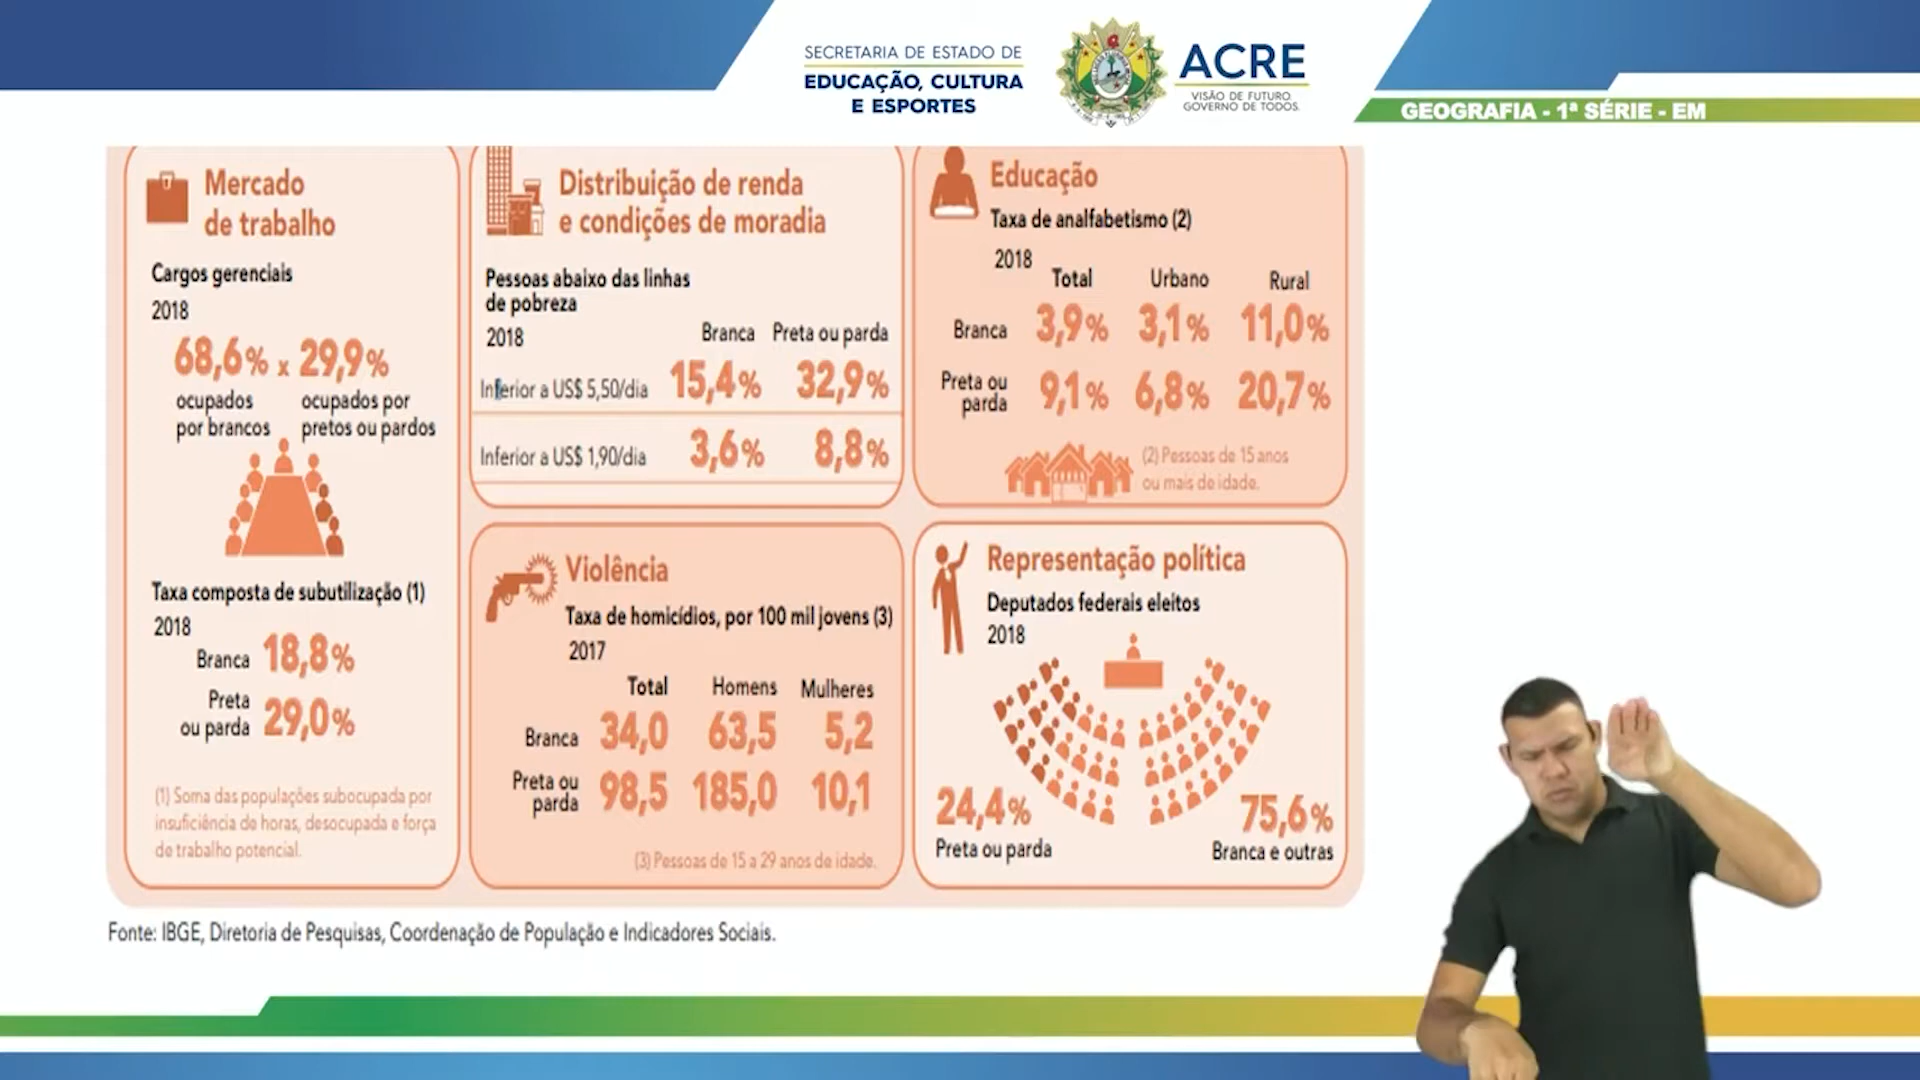 SECRETARIA DE ESTADO DE
EDUCAÇÃO, CULTURA
E ESPORTES
ACRE
VISÃO DE FUTURO.
GOVERNO DE TODOS.
GEOGRAFIA - 1ª SÉRIE - EM
Mercado
de trabalho
Cargos gerenciais
2018
68,6% x 29,9%
ocupados por brancos
ocupados por pretos ou pardos
Taxa composta de subutilização (1)
2018
Branca 18,8%
Preta
ou parda 29,0%
(1) Soma das populações subocupada por
insuficiência de horas, desocupada e força
de trabalho potencial.
Distribuição de renda
e condições de moradia
Pessoas abaixo das linhas
de pobreza
2018
Branca Preta ou parda
Inferior a US$ 5,50/dia 15,4% 32,9%
Inferior a US$ 1,90/dia 3,6% 8,8%
Educação
Taxa de analfabetismo (2)
2018
Total Urbano Rural
Branca 3,9% 3,1% 11,0%
Preta ou
parda 9,1% 6,8% 20,7%
(2) Pessoas de 15 anos
ou mais de idade.
Violência
Taxa de homicídios, por 100 mil jovens (3)
2017
Total Homens Mulheres
Branca 34,0 63,5 5,2
Preta ou
parda 98,5 185,0 10,1
(3) Pessoas de 15 a 29 anos de idade.
Representação política
Deputados federais eleitos
2018
24,4%
Preta ou parda
75,6%
Branca e outras
Fonte: IBGE, Diretoria de Pesquisas, Coordenação de População e Indicadores Sociais.